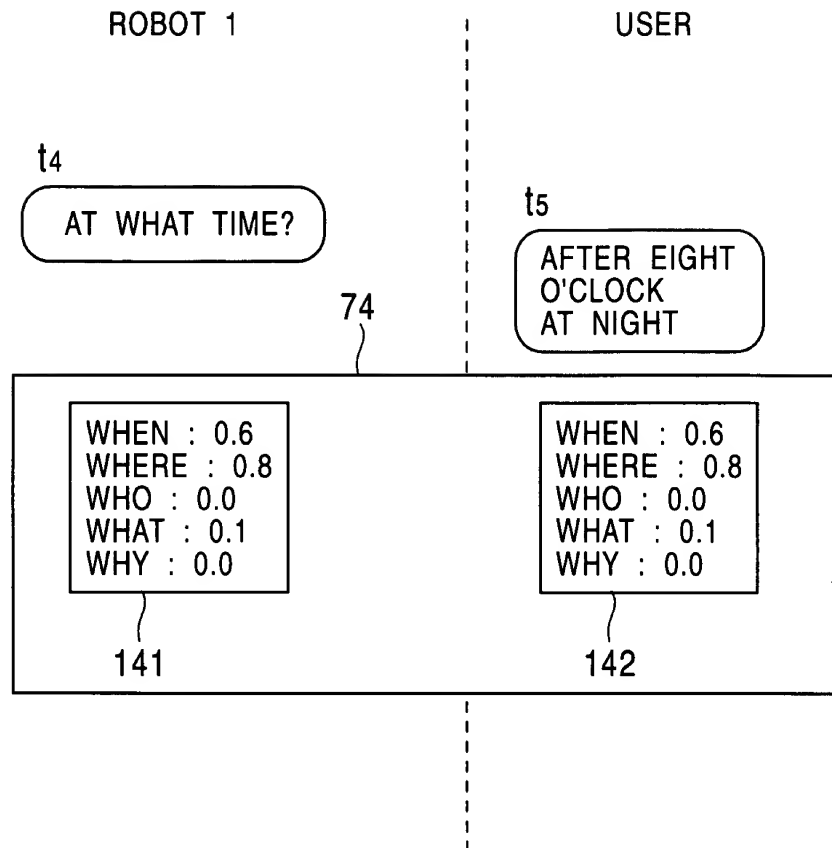 ROBOT 1
USER
t4
AT WHAT TIME?
t5
AFTER EIGHT
O'CLOCK
AT NIGHT
74
WHEN : 0.6
WHERE : 0.8
WHO : 0.0
WHAT : 0.1
WHY : 0.0
141
WHEN : 0.6
WHERE : 0.8
WHO : 0.0
WHAT : 0.1
WHY : 0.0
142